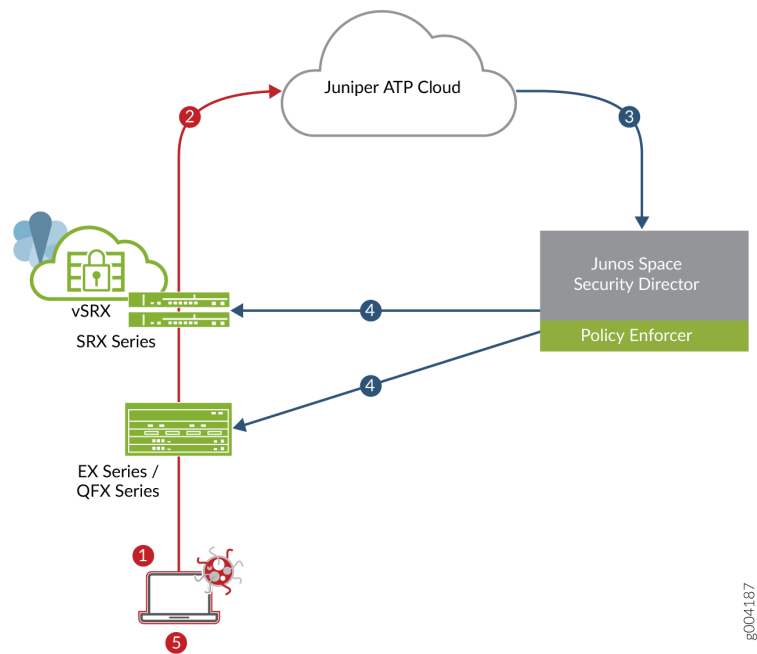 Juniper ATP Cloud
2
3
Junos Space
Security Director
Policy Enforcer
vSRX
SRX Series
4
4
EX Series /
QFX Series
1
5
g004187